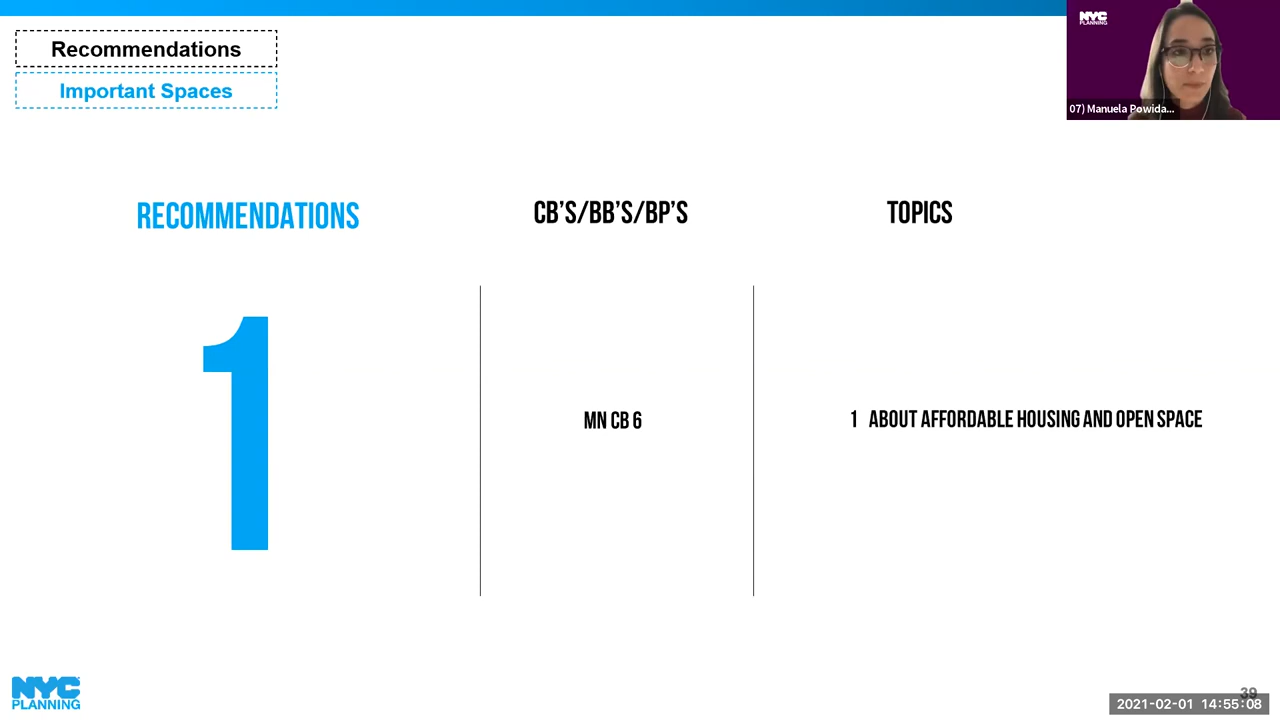 Recommendations
Important Spaces
NYC
PLANNING
07) Manuela Powida...
RECOMMENDATIONS
CB'S/BB'S/BP'S
TOPICS
1
MN CB 6
1 ABOUT AFFORDABLE HOUSING AND OPEN SPACE
NYC
PLANNING
39
2021-02-01 14:55:08